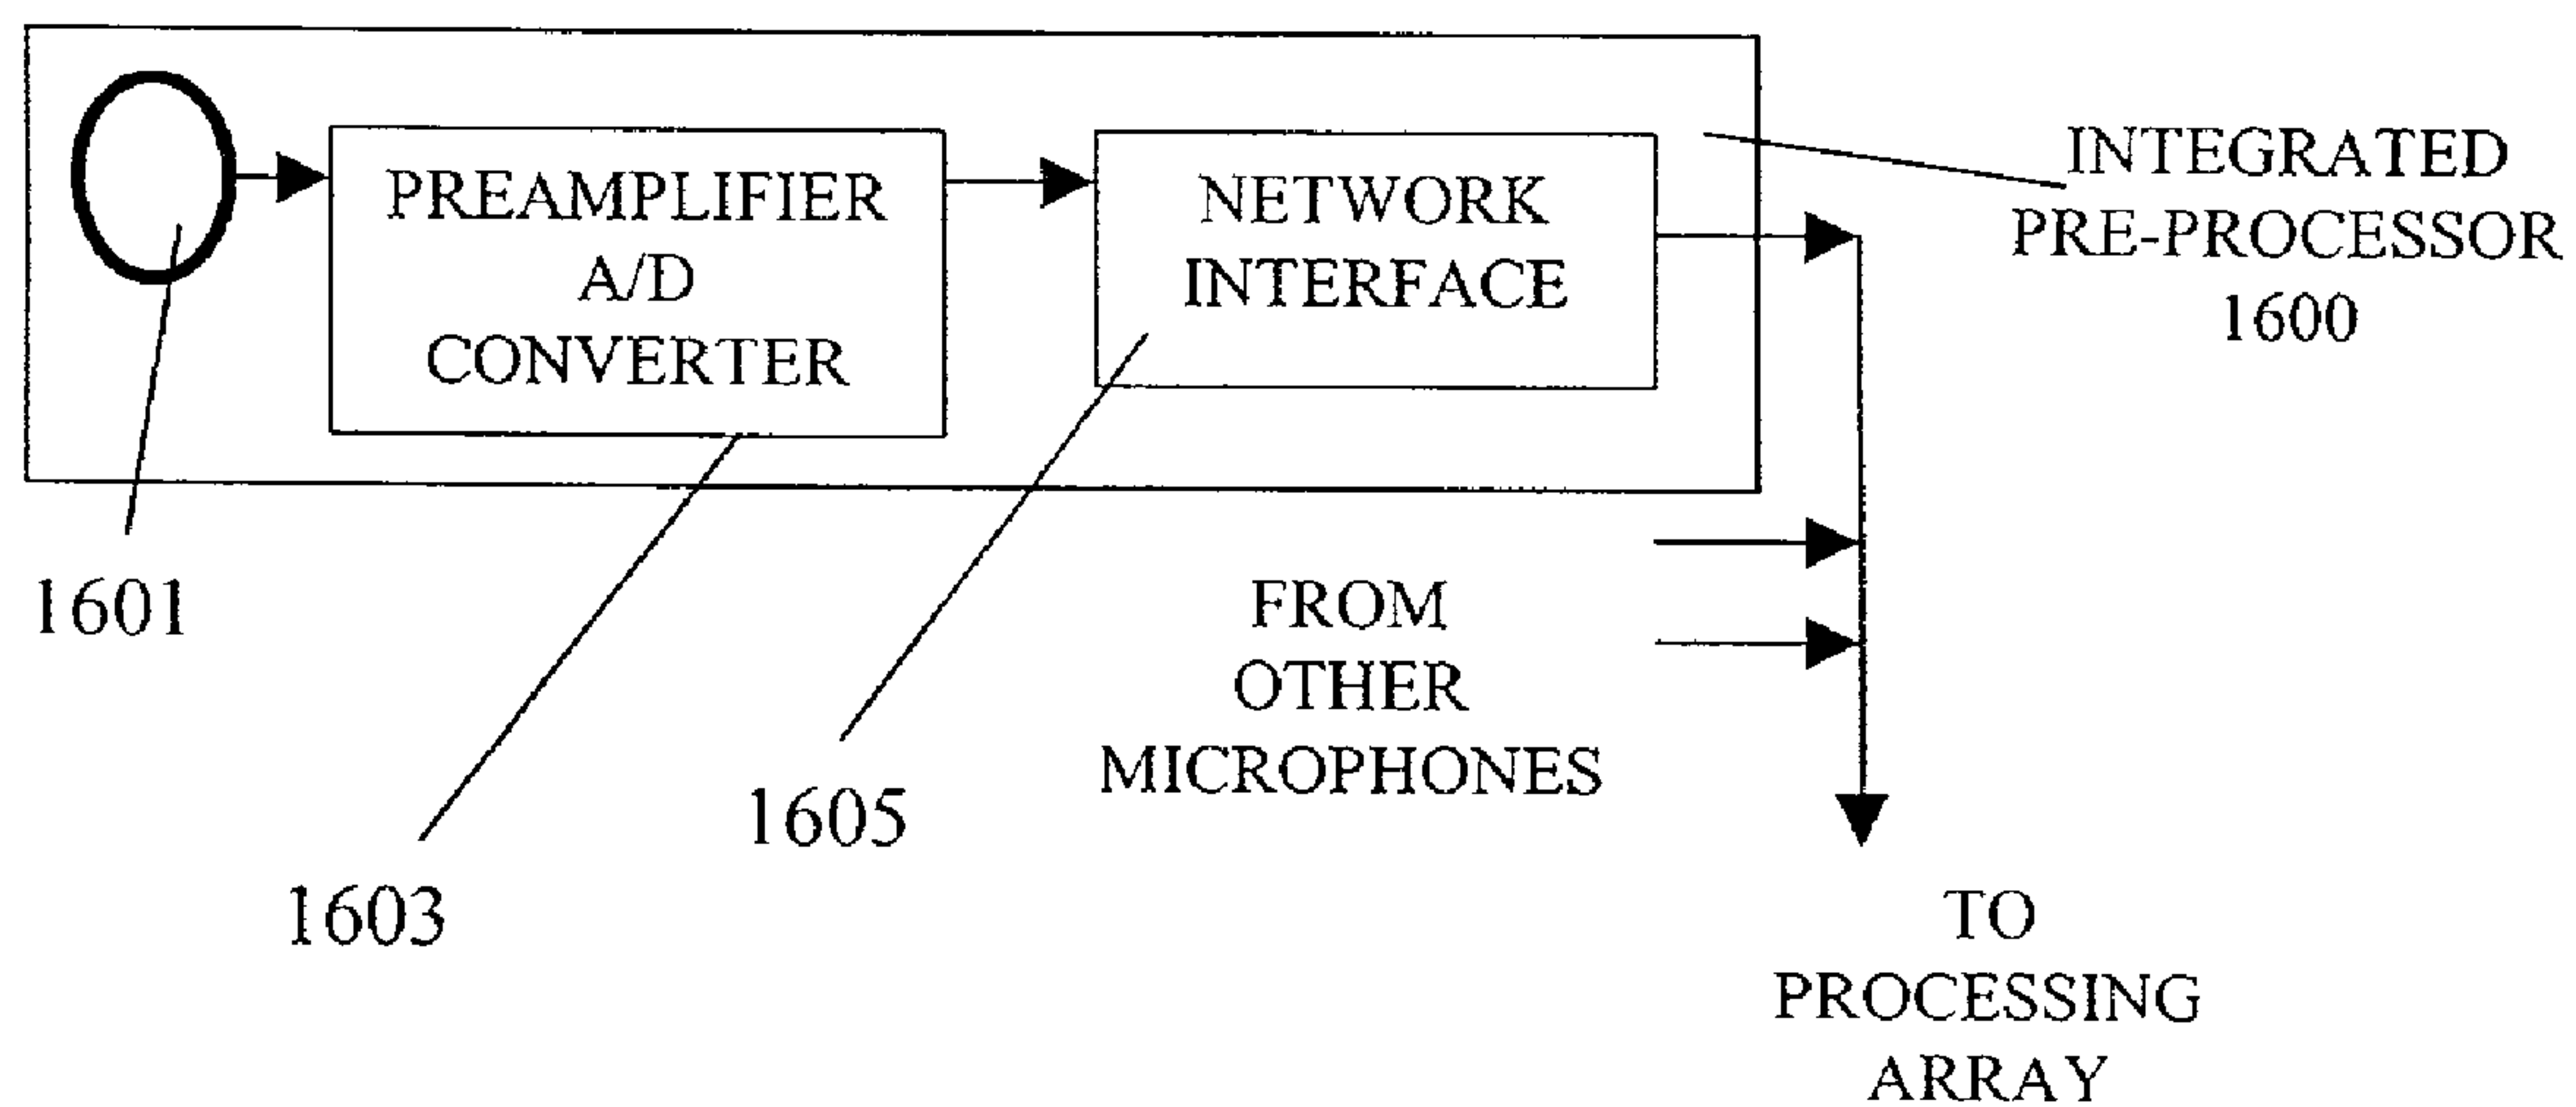 PREAMPLIFIER
A/D
CONVERTER
NETWORK
INTERFACE
INTEGRATED
PRE-PROCESSOR
1600
1601
1603
1605
FROM
OTHER
MICROPHONES
TO
PROCESSING
ARRAY